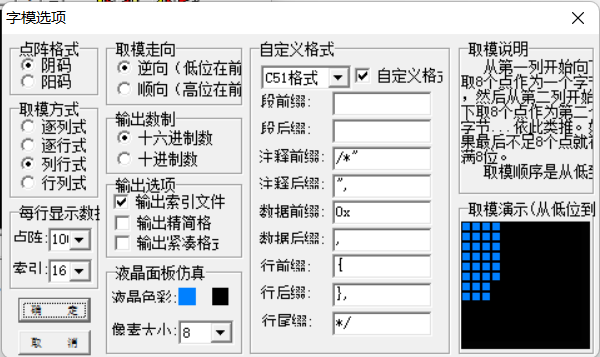 字模选项
点阵格式
阴码
阳码
取模方式
逐列式
逐行式
列行式
行列式
每行显示数据
点阵:
索引: 16
确 定
取 消
取模走向
逆向（低位在前
顺向（高位在前
输出数制
十六进制数
十进制数
输出选项
输出索引文件
输出精简格
输出紧凑格式
液晶面板仿真
液晶色彩:
像素大小: 8
自定义格式
C51格式
自定义格式
段前缀:
段后缀:
注释前缀: /*"
注释后缀: ",
数据前缀: 0x
数据后缀: ,
行前缀: {
行后缀: },
行尾缀: */
取模说明
从第一列开始向下
取8个点作为一个字节
，然后从第二列开始
下取8个点作为第二个
字节...依此类推。如
果最后不足8个点就补
满8位。
取模顺序是从低到
取模演示(从低位到